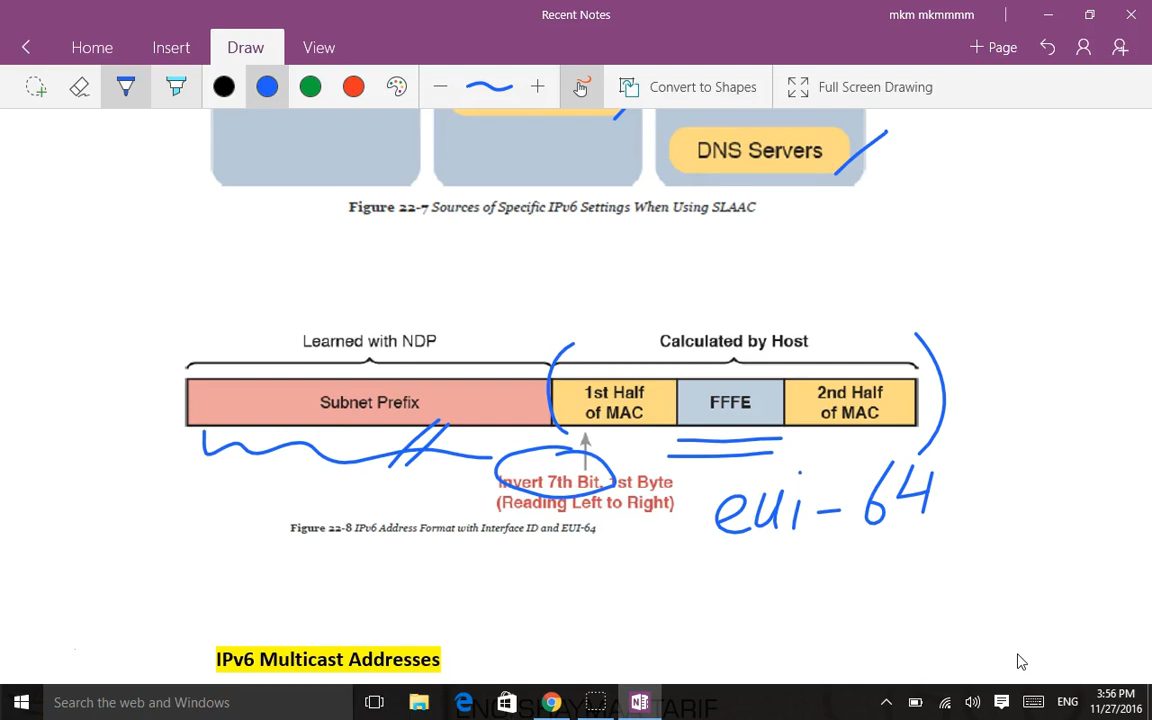 Recent Notes
mkm mkmmmm
Home
Insert
Draw
View
Page
Convert to Shapes
Full Screen Drawing
DNS Servers
Figure 22-7 Sources of Specific IPv6 Settings When Using SLAAC
Learned with NDP
Calculated by Host
Subnet Prefix
1st Half
of MAC
FFFE
2nd Half
of MAC
Invert 7th Bit, 1st Byte
(Reading Left to Right)
eui-64
Figure 22-8 IPv6 Address Format with Interface ID and EUI-64
IPv6 Multicast Addresses
Search the web and Windows
ENG
3:56 PM
11/27/2016